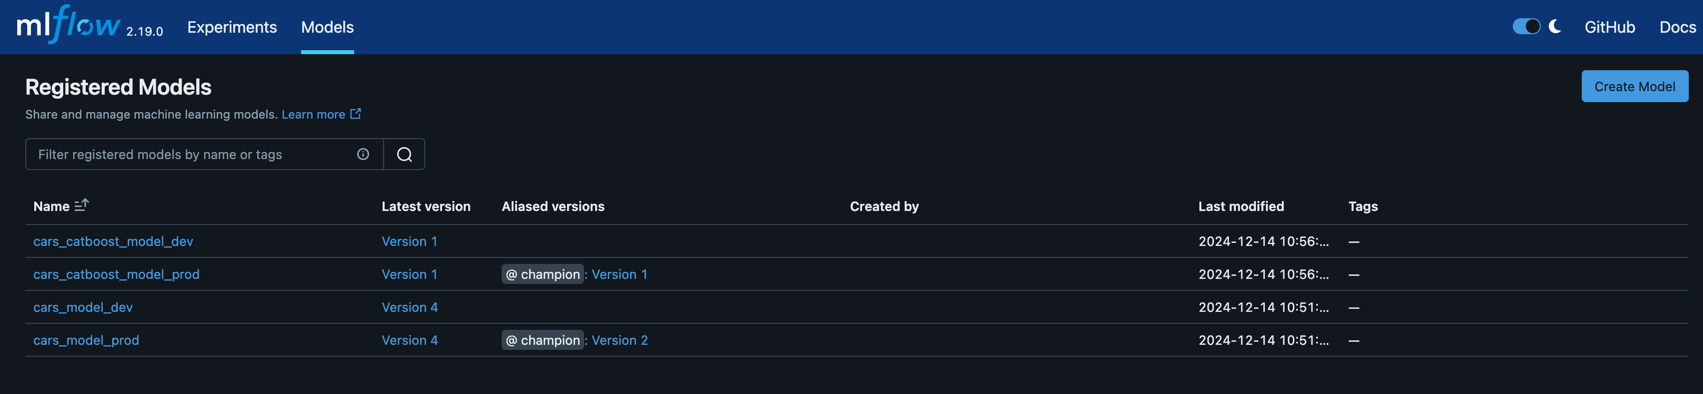 mlflow 2.19.0 Experiments Models GitHub Docs
Registered Models Create Model
Share and manage machine learning models. Learn more
Filter registered models by name or tags
Name Latest version Aliased versions Created by Last modified Tags
cars_catboost_model_dev Version 1 2024-12-14 10:56:... —
cars_catboost_model_prod Version 1 @ champion : Version 1 2024-12-14 10:56:... —
cars_model_dev Version 4 2024-12-14 10:51:... —
cars_model_prod Version 4 @ champion : Version 2 2024-12-14 10:51:... —